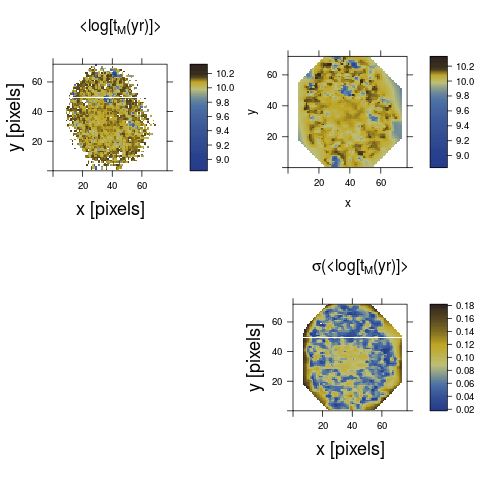 <log[t_M(yr)]>
y [pixels]
60
40
20
20 40 60
x [pixels]
10.2
10.0
9.8
9.6
9.4
9.2
9.0
y
60
40
20
20 40 60
x
10.2
10.0
9.8
9.6
9.4
9.2
9.0
σ(<log[t_M(yr)]>
y [pixels]
60
40
20
20 40 60
x [pixels]
0.18
0.16
0.14
0.12
0.10
0.08
0.06
0.04
0.02